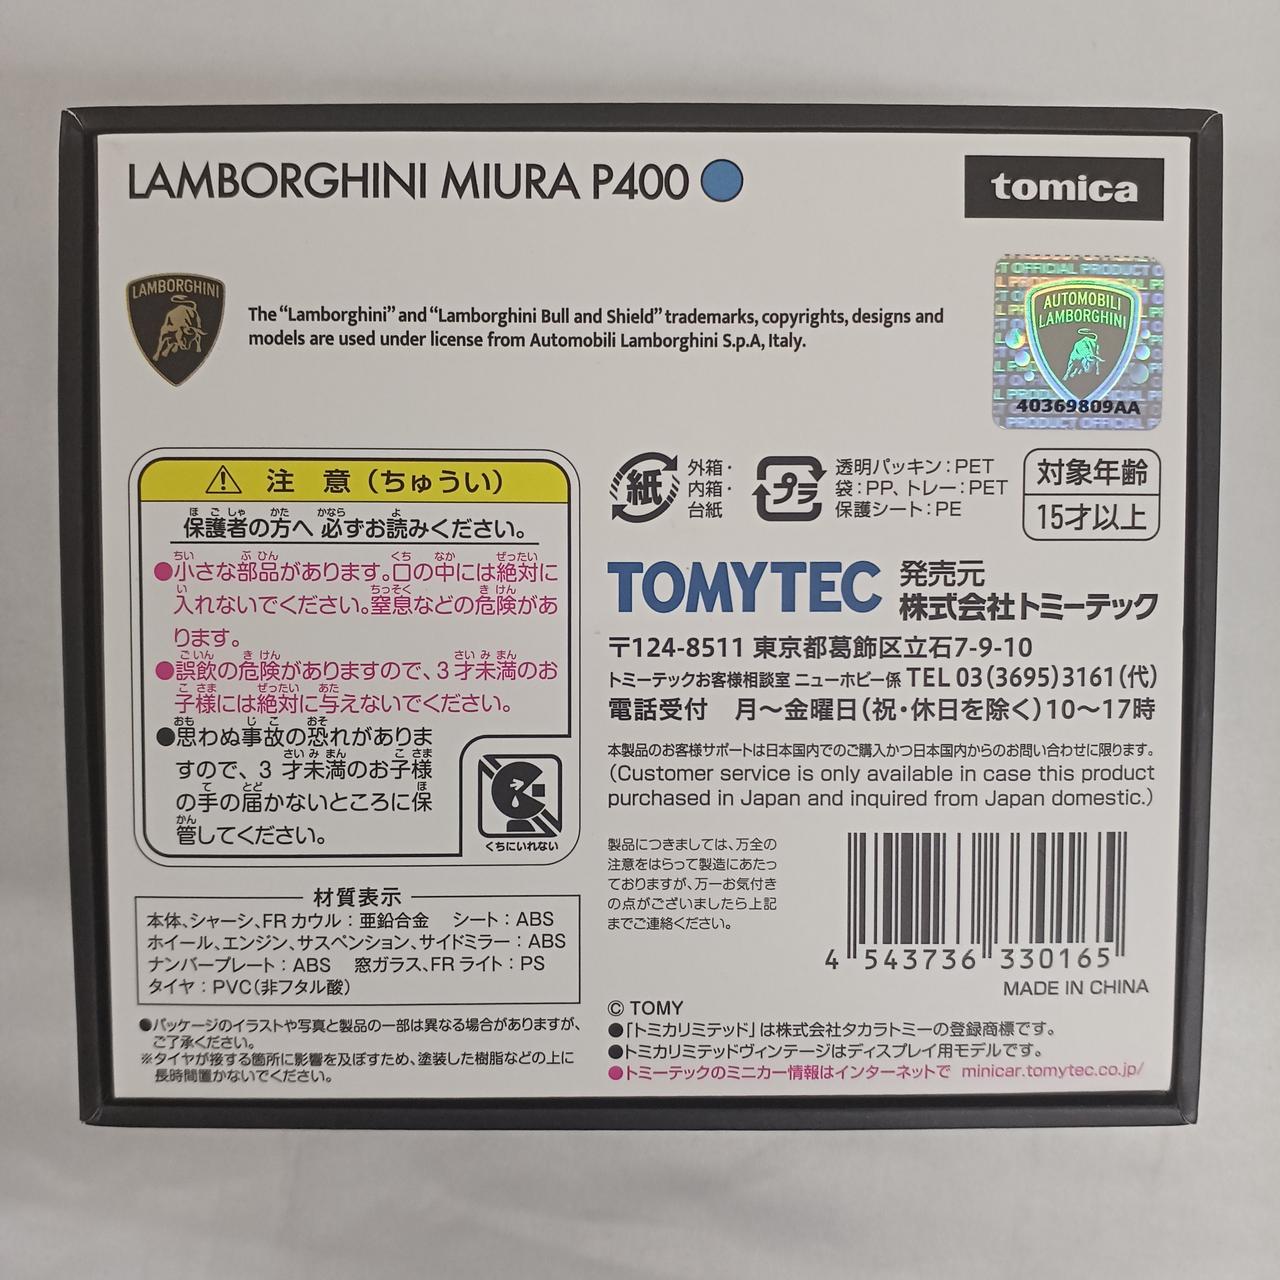 LAMBORGHINI MIURA P400
tomica
LAMBORGHINI
The “Lamborghini” and “Lamborghini Bull and Shield” trademarks, copyrights, designs and
models are used under license from Automobili Lamborghini S.p.A, Italy.
T OFFICIAL PRODUCT O
AUTOMOBILI
LAMBORGHINI
40369809AA
PRODUCT OFFICIAL
注 意（ちゅうい）
保護者の方へ 必ずお読みください。
●小さな部品があります。口の中には絶対に
入れないでください。窒息などの危険があ
ります。
●誤飲の危険がありますので、3才未満のお
子様には絶対に与えないでください。
●思わぬ事故の恐れがありま
すので、3 才未満のお子様
の手の届かないところに保
管してください。
くちにいれない
材質表示
本体、シャーシ、FRカウル：亜鉛合金 シート：ABS
ホイール、エンジン、サスペンション、サイドミラー：ABS
ナンバープレート：ABS 窓ガラス、FRライト：PS
タイヤ：PVC（非フタル酸）
●パッケージのイラストや写真と製品の一部は異なる場合がありますが、
ご了承ください。
※タイヤが接する箇所に影響を及ぼすため、塗装した樹脂などの上に
長時間置かないでください。
紙
外箱・
内箱・
台紙
プラ
透明パッキン：PET
袋：PP、トレー：PET
保護シート：PE
対象年齢
15才以上
TOMYTEC
発売元
株式会社トミーテック
〒124-8511 東京都葛飾区立石7-9-10
トミーテックお客様相談室 ニューホビー係 TEL 03(3695)3161(代)
電話受付 月～金曜日（祝・休日を除く）10～17時
本製品のお客様サポートは日本国内でのご購入かつ日本国内からのお問い合わせに限ります。
(Customer service is only available in case this product
purchased in Japan and inquired from Japan domestic.)
製品につきましては、万全の
注意をはらって製造にあたっ
ておりますが、万一お気付き
の点がございましたら上記
までご連絡ください。
4 543736 330165
MADE IN CHINA
© TOMY
●「トミカリミテッド」は株式会社タカラトミーの登録商標です。
●トミカリミテッドヴィンテージはディスプレイ用モデルです。
●トミーテックのミニカー情報はインターネットで minicar.tomytec.co.jp/